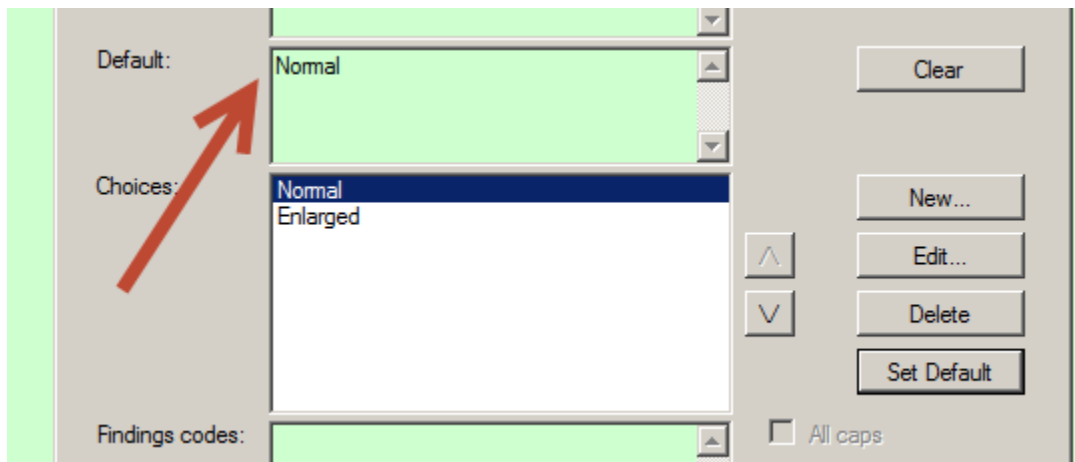 Default:
Normal
Clear
Choices:
Normal
Enlarged
New...
Edit...
Delete
Set Default
Findings codes:
All caps